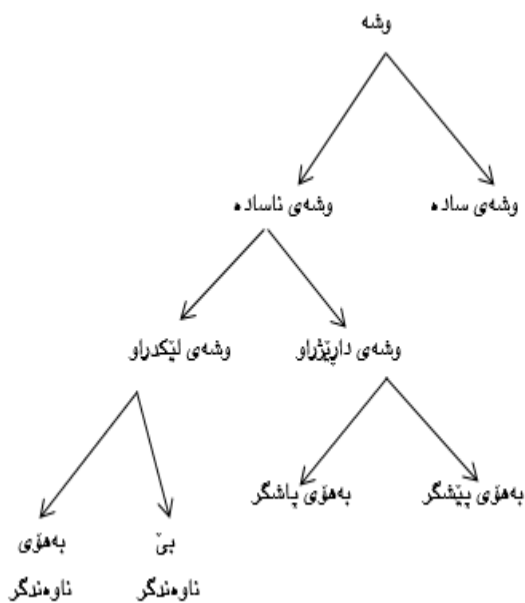 وشە
وشەی سادە
وشەی ناسادە
وشەی داڕێژراو
وشەی لێکدراو
بەهۆی پێشگر
بەهۆی پاشگر
بێ
ناوەندگر
بەهۆی
ناوەندگر